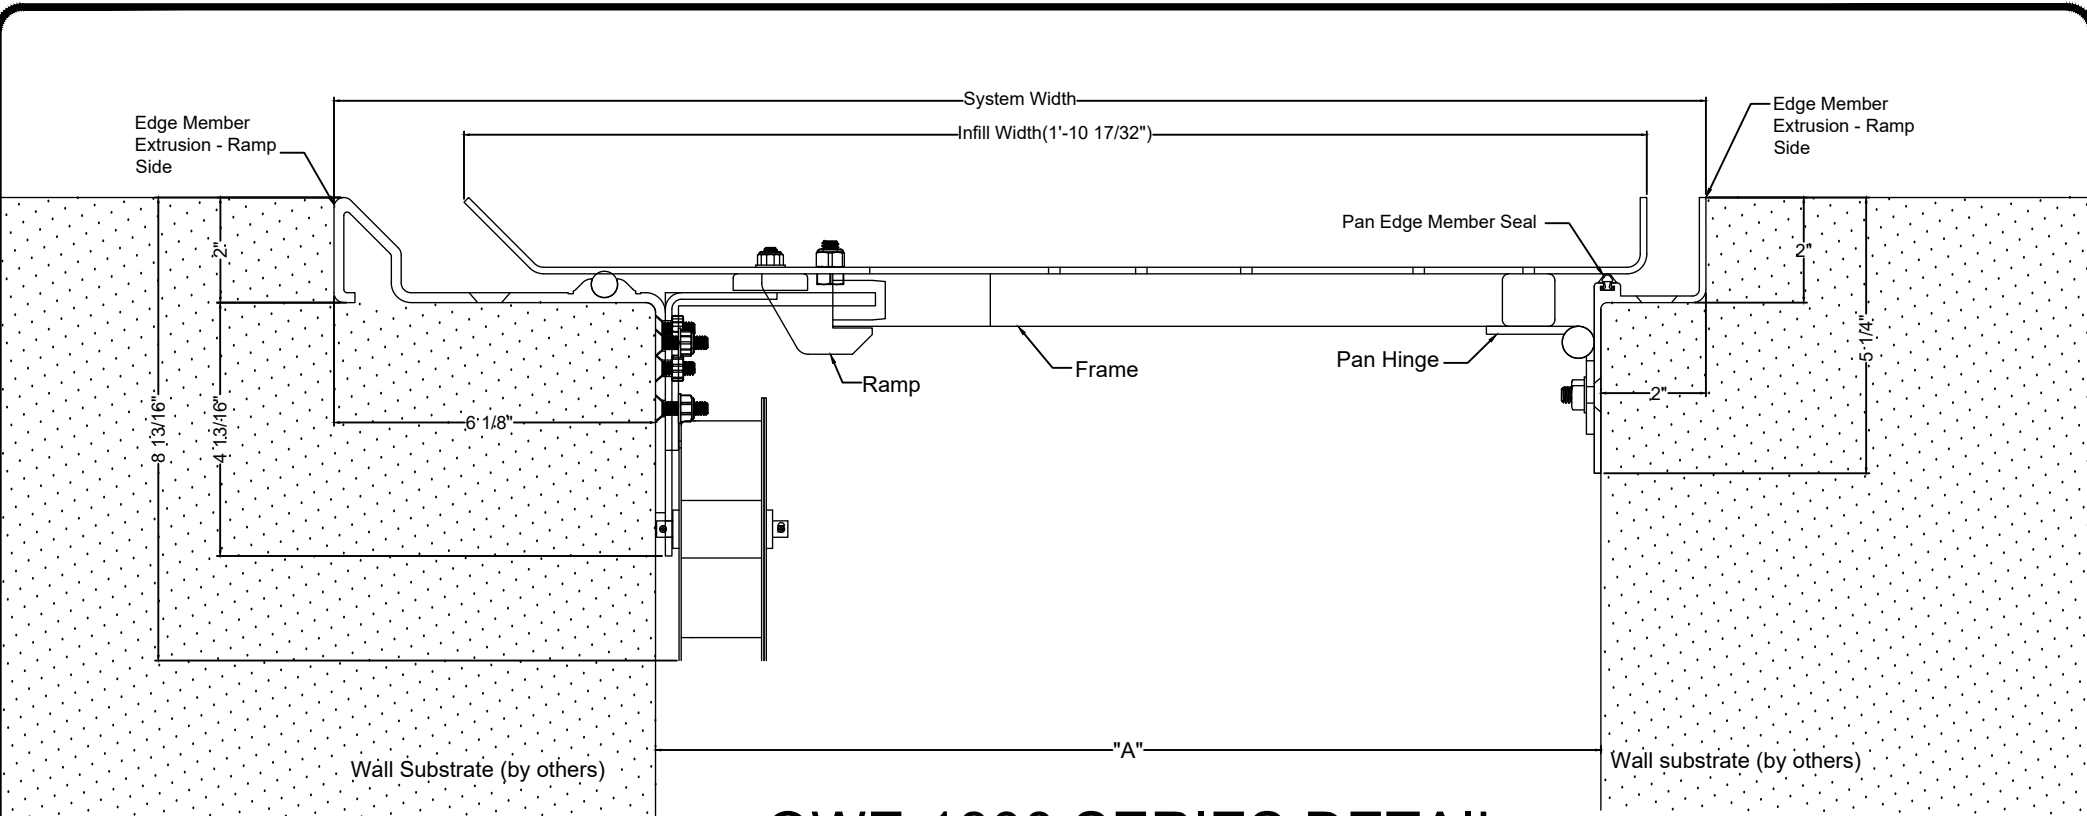 System Width
Infill Width(1'-10 17/32")
Edge Member
Extrusion - Ramp
Side
Edge Member
Extrusion - Ramp
Side
Pan Edge Member Seal
2"
2"
5 1/4"
Pan Hinge
Frame
Ramp
2"
6 1/8"
8 13/16"
4 13/16"
"A"
Wall Substrate (by others)
Wall substrate (by others)
SERIES DETAIL